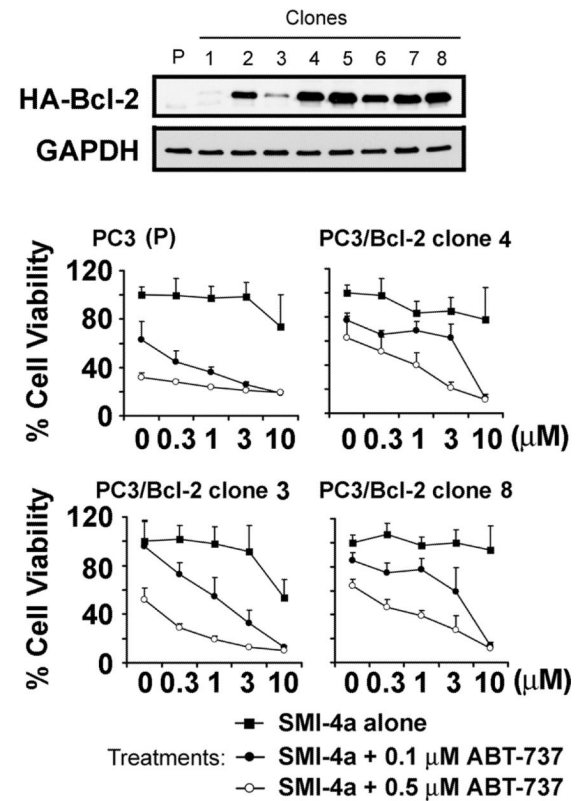 Clones
P 1 2 3 4 5 6 7 8
HA-Bcl-2
GAPDH
PC3 (P) PC3/Bcl-2 clone 4
% Cell Viability
120
80
40
0
0 0.3 1 3 10 0 0.3 1 3 10 (μM)
PC3/Bcl-2 clone 3 PC3/Bcl-2 clone 8
% Cell Viability
120
80
40
0
0 0.3 1 3 10 0 0.3 1 3 10 (μM)
SMI-4a alone
Treatments: SMI-4a + 0.1 μM ABT-737
SMI-4a + 0.5 μM ABT-737